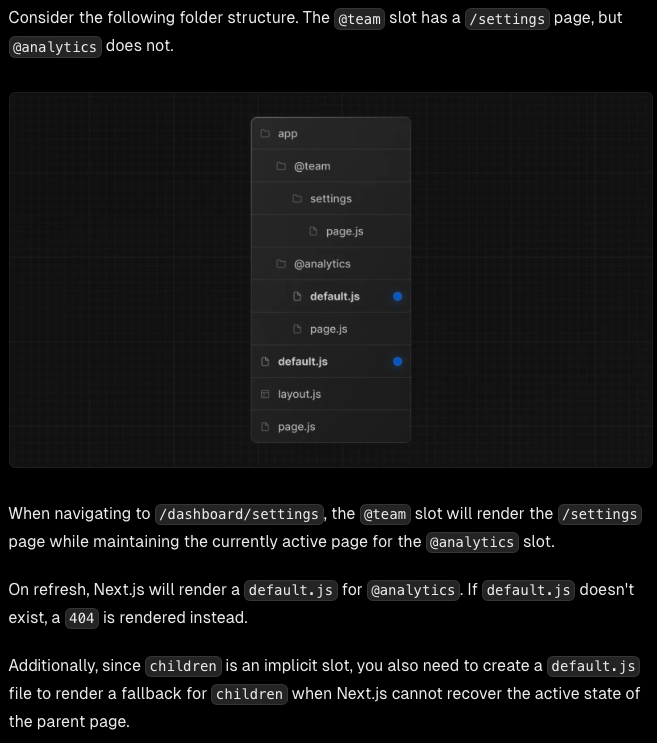 Consider the following folder structure. The @team slot has a /settings page, but
@analytics does not.
app
@team
settings
page.js
@analytics
default.js
page.js
default.js
layout.js
page.js
When navigating to /dashboard/settings, the @team slot will render the /settings
page while maintaining the currently active page for the @analytics slot.
On refresh, Next.js will render a default.js for @analytics. If default.js doesn't
exist, a 404 is rendered instead.
Additionally, since children is an implicit slot, you also need to create a default.js
file to render a fallback for children when Next.js cannot recover the active state of
the parent page.